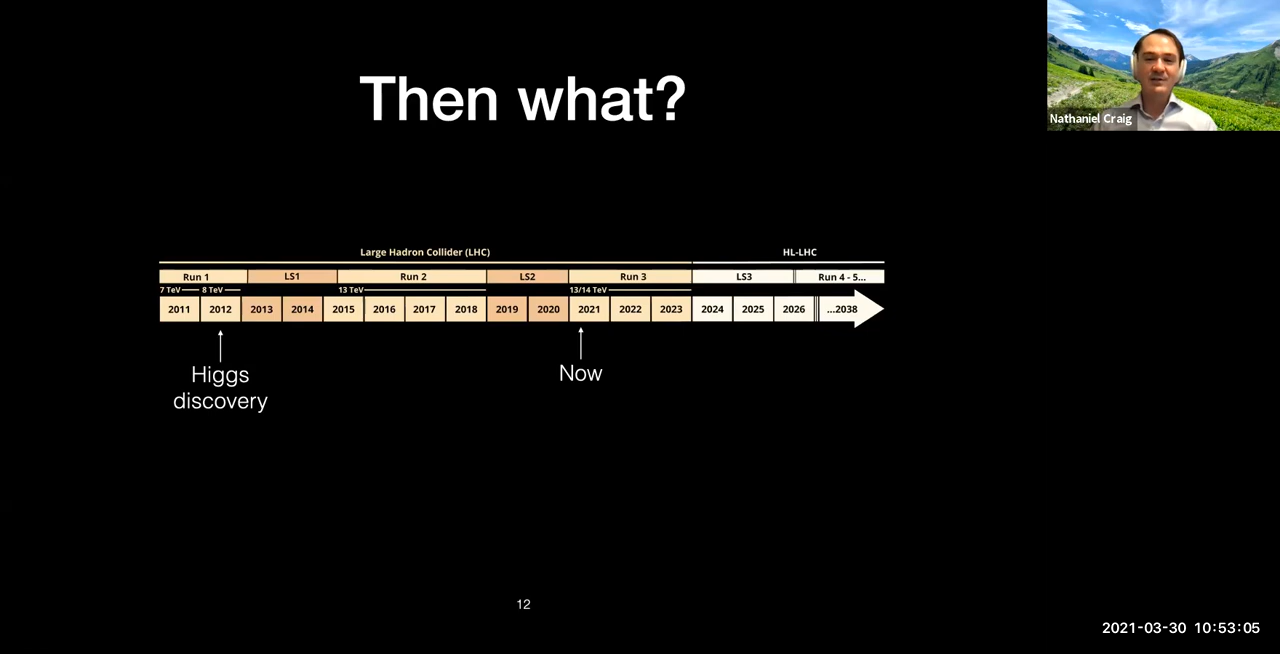 Then what?
Nathaniel Craig
Large Hadron Collider (LHC) HL-LHC
Run 1 LS1 Run 2 LS2 Run 3 LS3 Run 4 - 5...
7 TeV 8 TeV 13 TeV 13/14 TeV
2011 2012 2013 2014 2015 2016 2017 2018 2019 2020 2021 2022 2023 2024 2025 2026 ...2038
Higgs
discovery
Now
12
2021-03-30 10:53:05